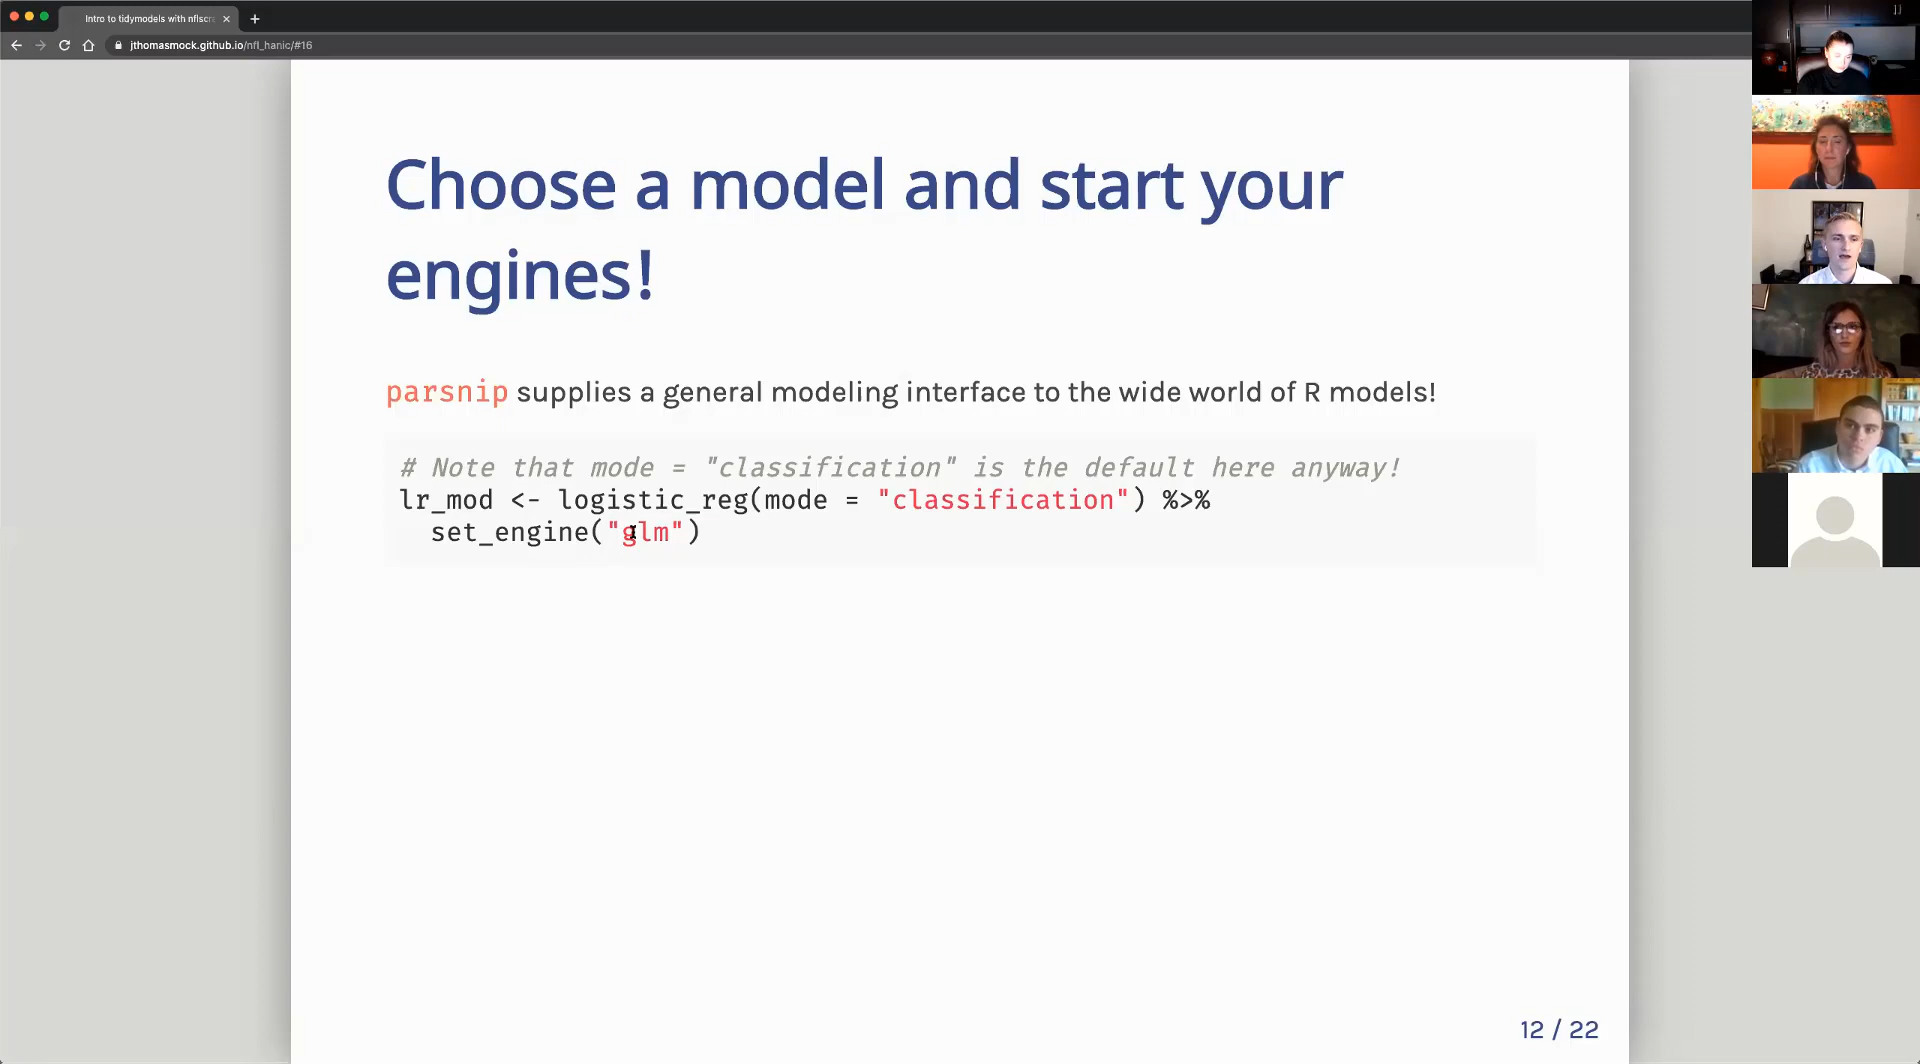 Intro to tidymodels with nflscr
jthomasmock.github.io/nfl_hanic/#16
Choose a model and start your
engines!
parsnip supplies a general modeling interface to the wide world of R models!
# Note that mode = "classification" is the default here anyway!
lr_mod <- logistic_reg(mode = "classification") %>%
set_engine("glm")
12 / 22